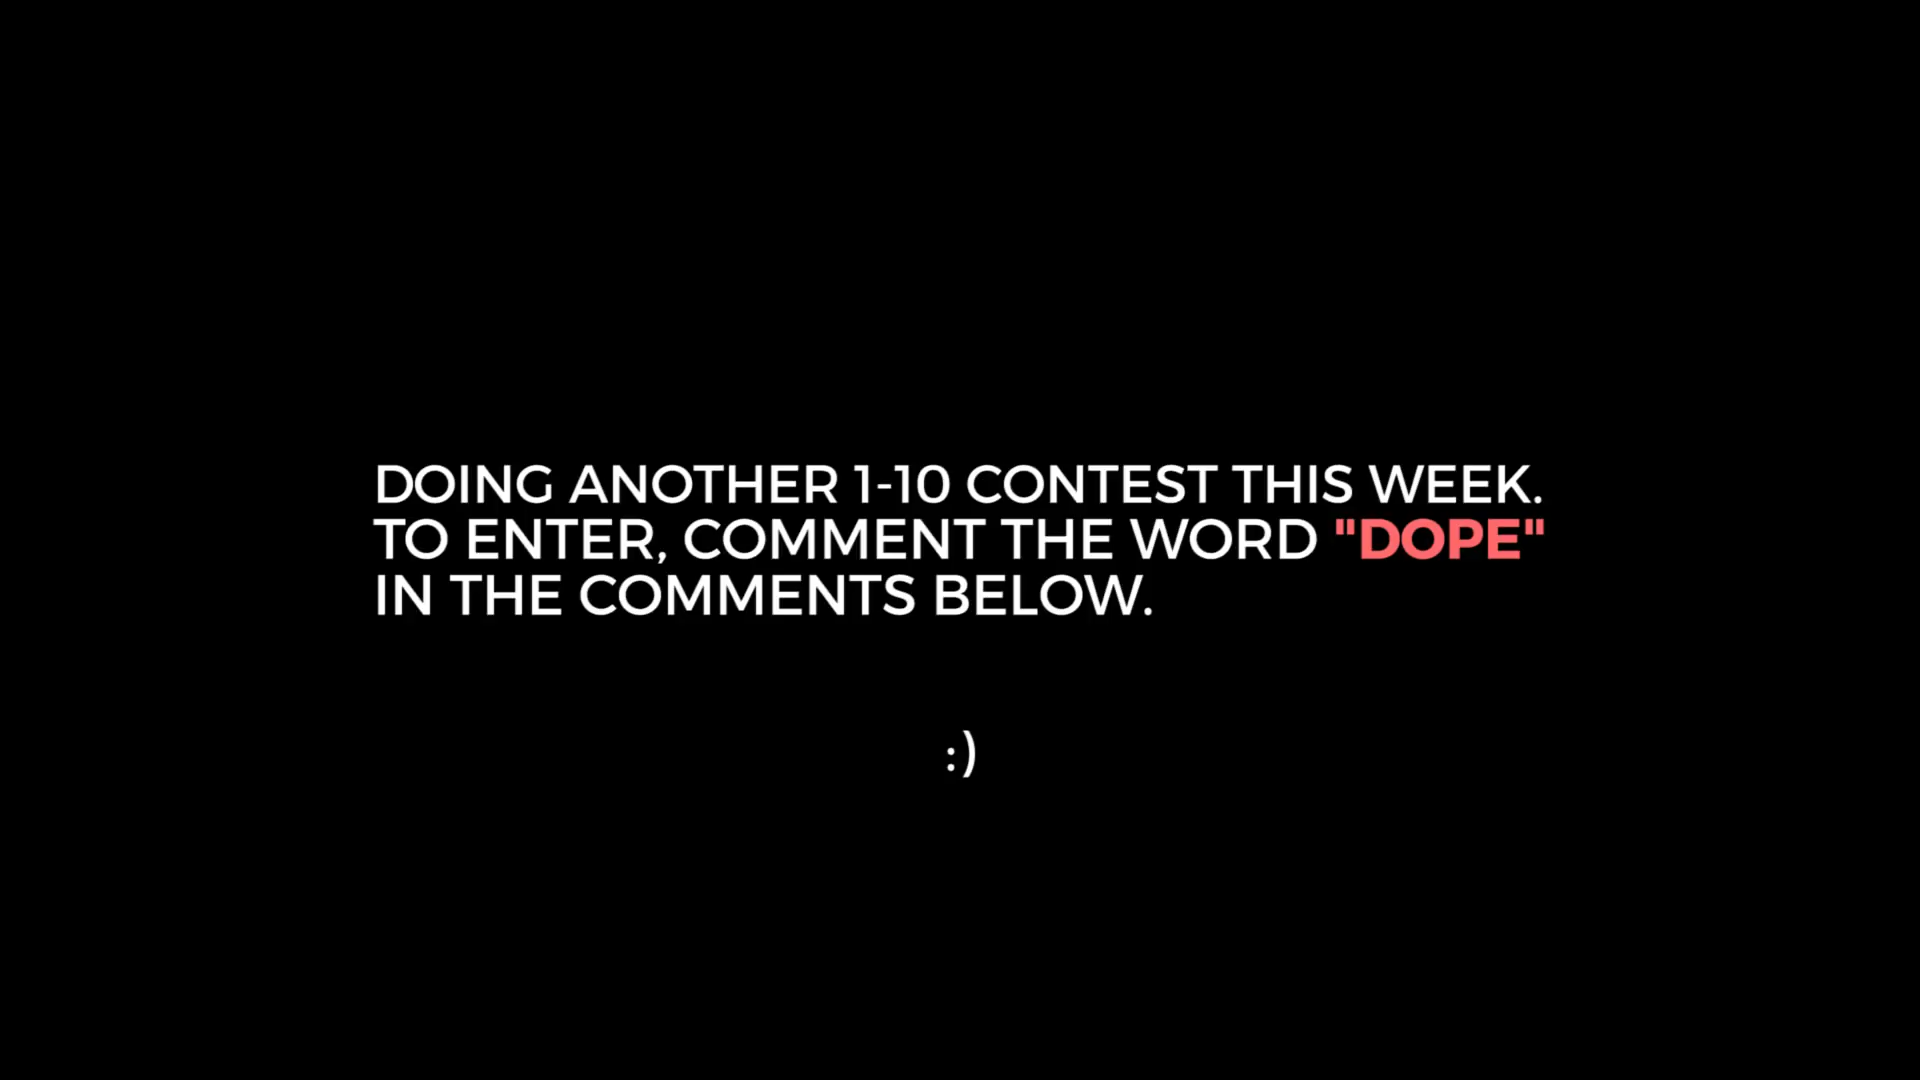 DOING ANOTHER 1-10 CONTEST THIS WEEK.
TO ENTER, COMMENT THE WORD "DOPE"
IN THE COMMENTS BELOW.
:)